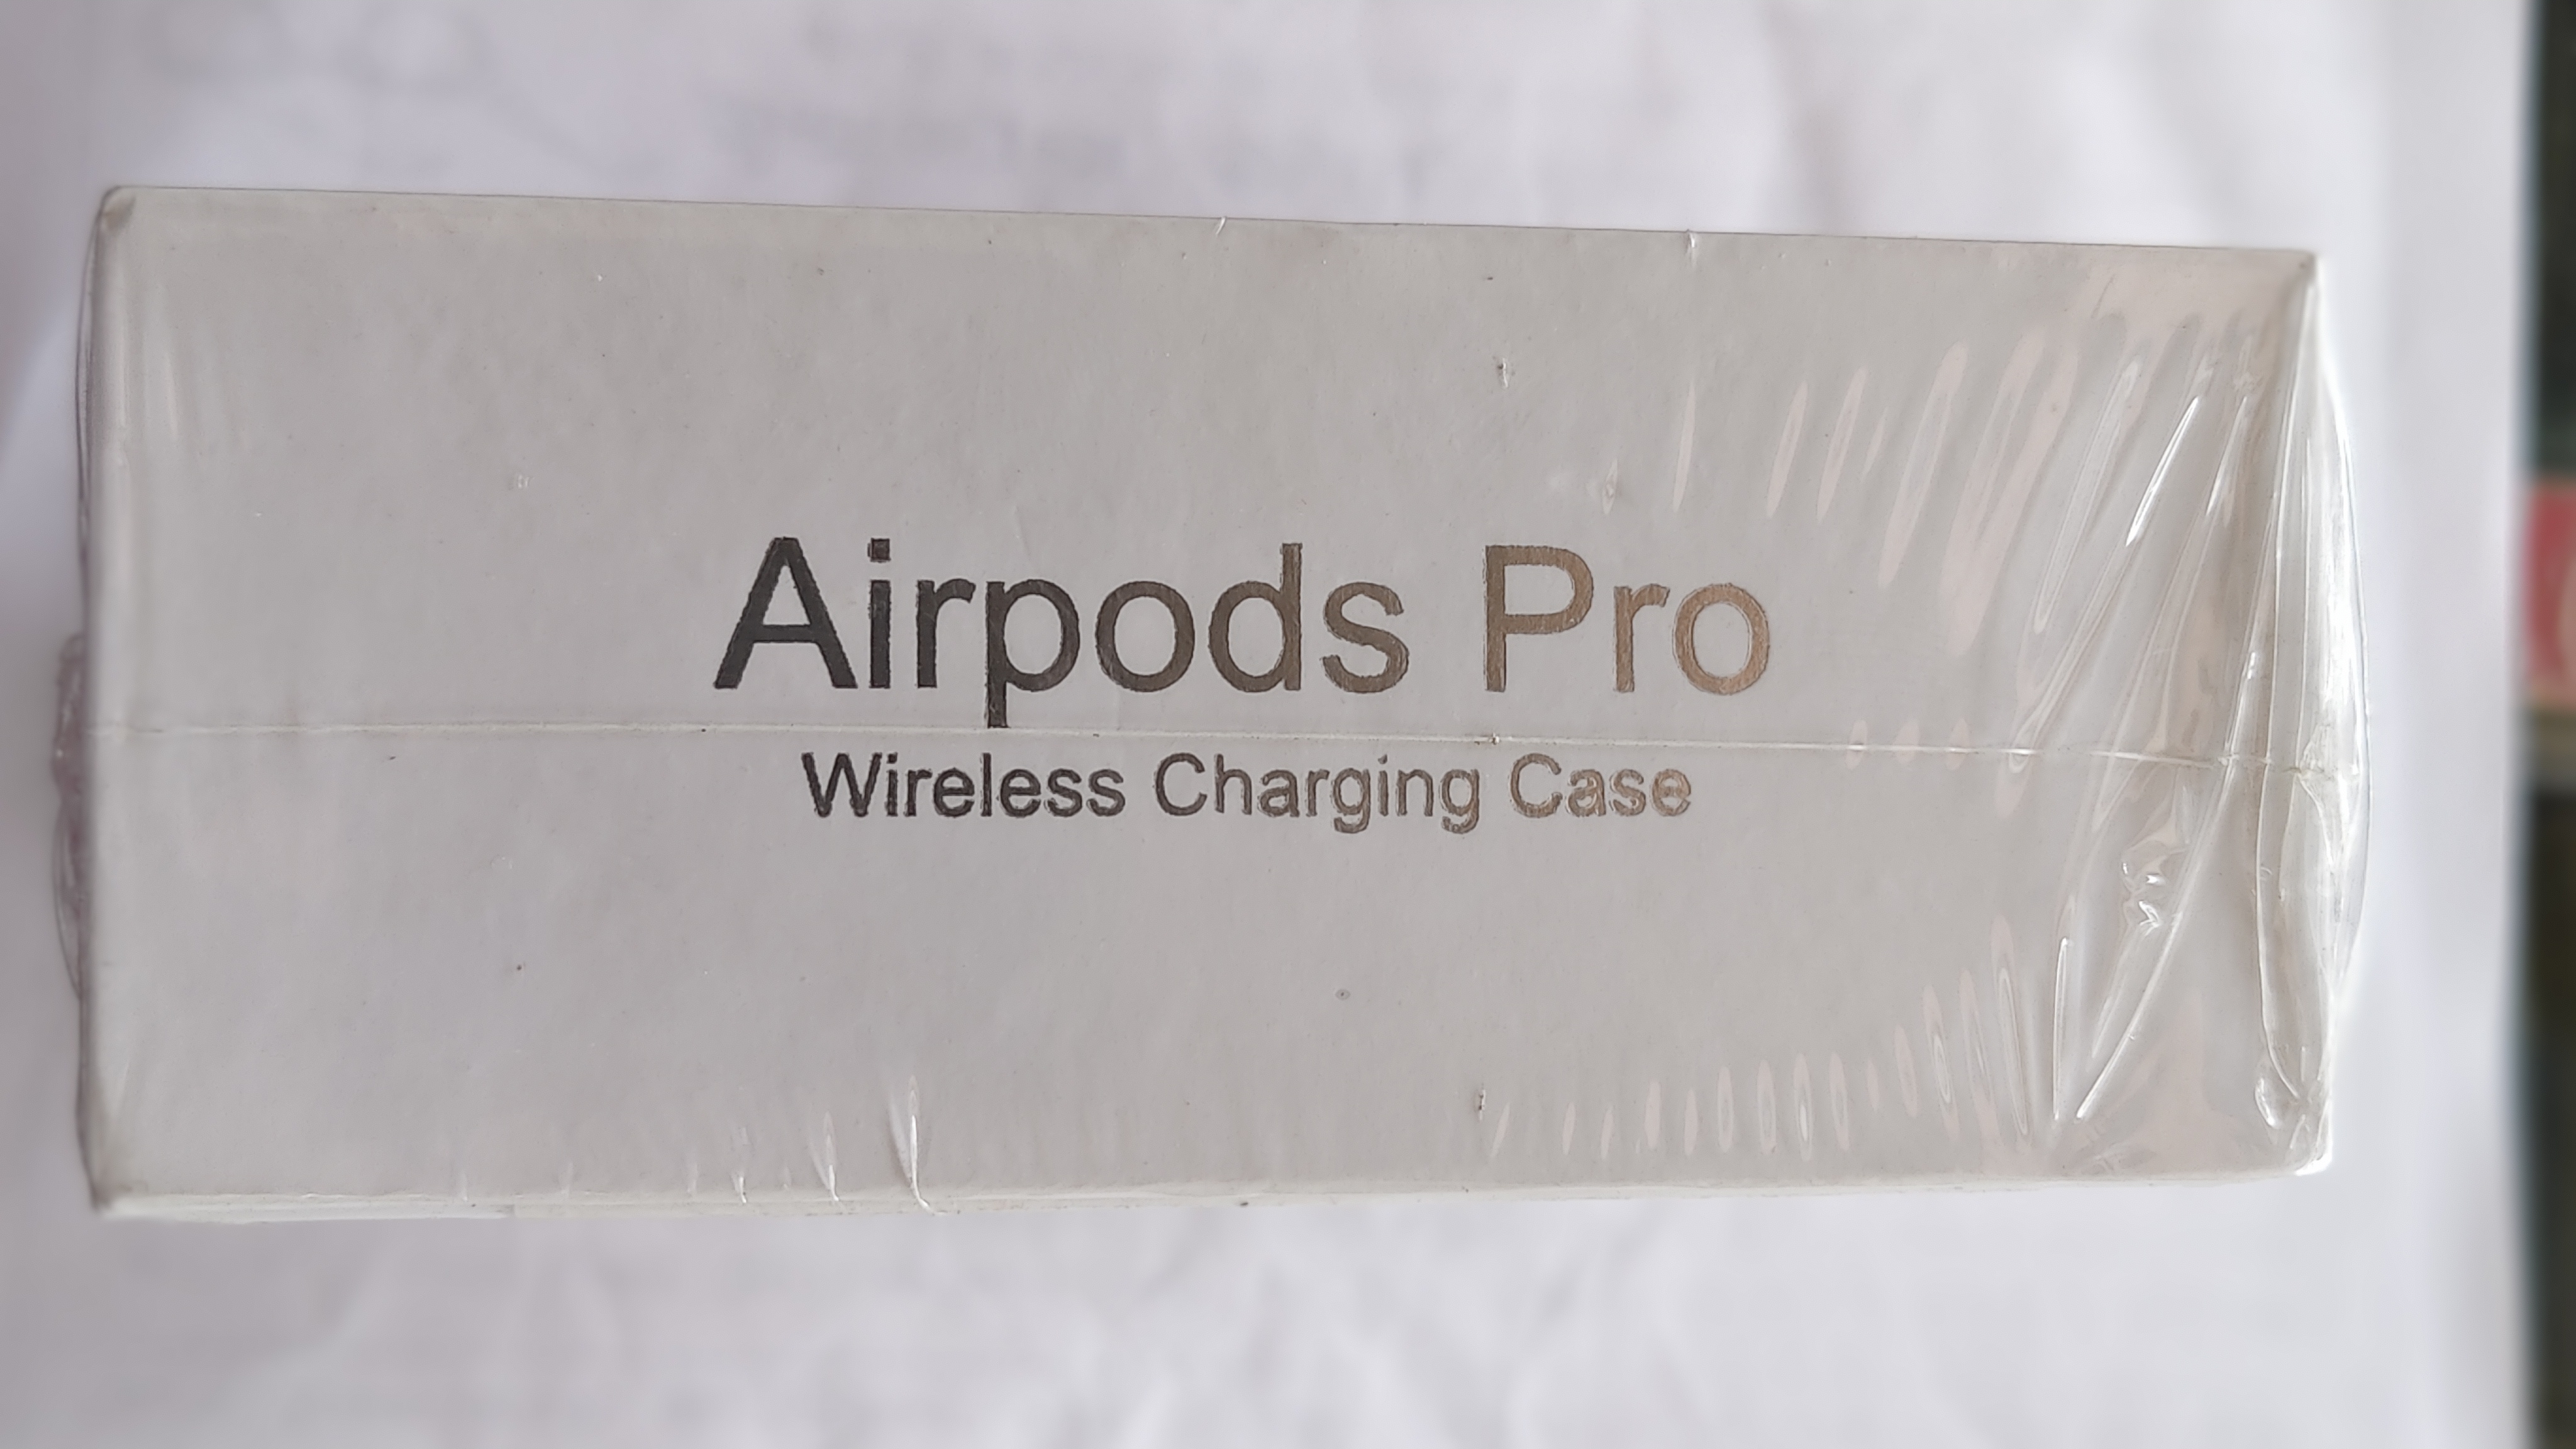 Airpods Pro
Wireless Charging Case